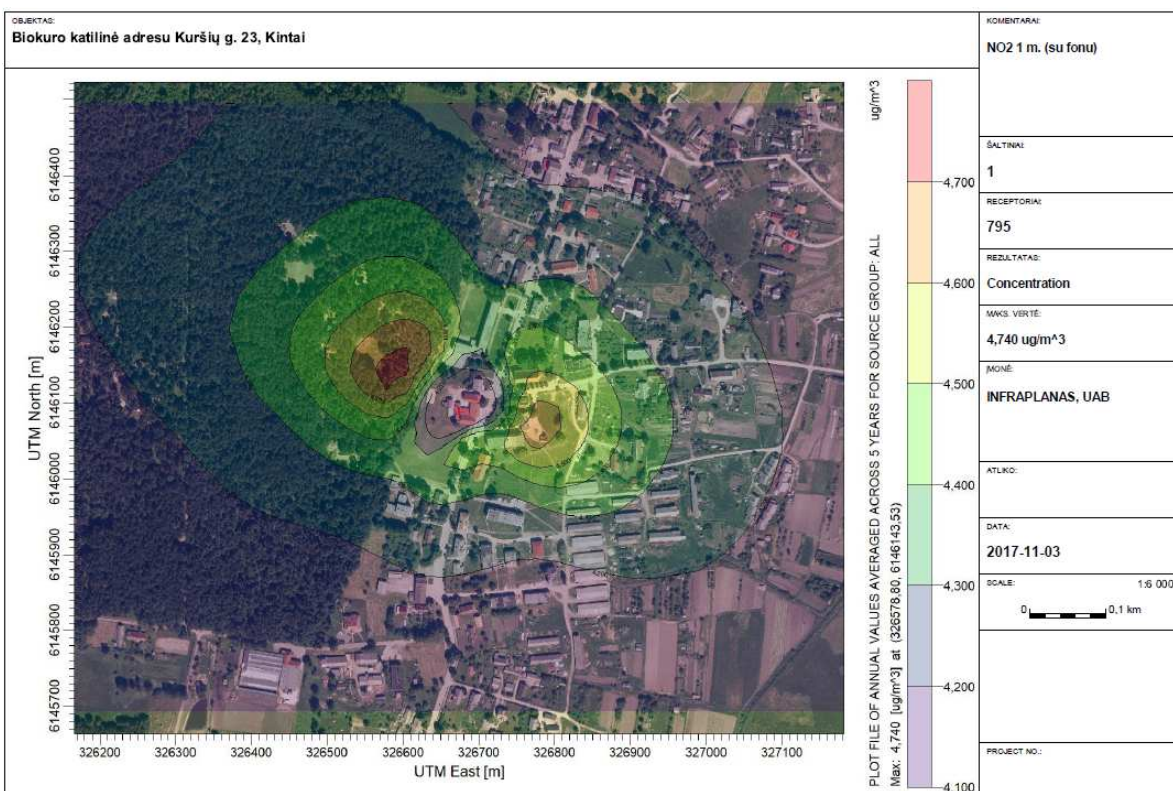 OBJEKTAS:
Biokuro katilinė adresu Kuršių g. 23, Kintai
KOMENTARAI:
NO2 1 m. (su fonu)
ŠALTINIAI:
1
RECEPTORIAI:
795
REZULTATAS:
Concentration
MAKS. VERTĖ:
4,740 ug/m^3
ĮMONĖ:
INFRAPLANAS, UAB
ATLIKO:
DATA:
2017-11-03
SCALE:
1:6 000
0
0,1 km
PROJECT NO.:
UTM North [m]
6146400
6146300
6146200
6146100
6146000
6145900
6145800
6145700
326200
326300
326400
326500
326600
326700
326800
326900
327000
327100
UTM East [m]
PLOT FILE OF ANNUAL VALUES AVERAGED ACROSS 5 YEARS FOR SOURCE GROUP: ALL
Max: 4,740 [ug/m^3] at (326578,80, 6146143,53)
ug/m^3
4,700
4,600
4,500
4,400
4,300
4,200
4,100